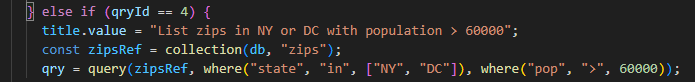 } else if (qryId == 4) {
title.value = "List zips in NY or DC with population > 60000";
const zipsRef = collection(db, "zips");
qry = query(zipsRef, where("state", "in", ["NY", "DC"]), where("pop", ">", 60000));